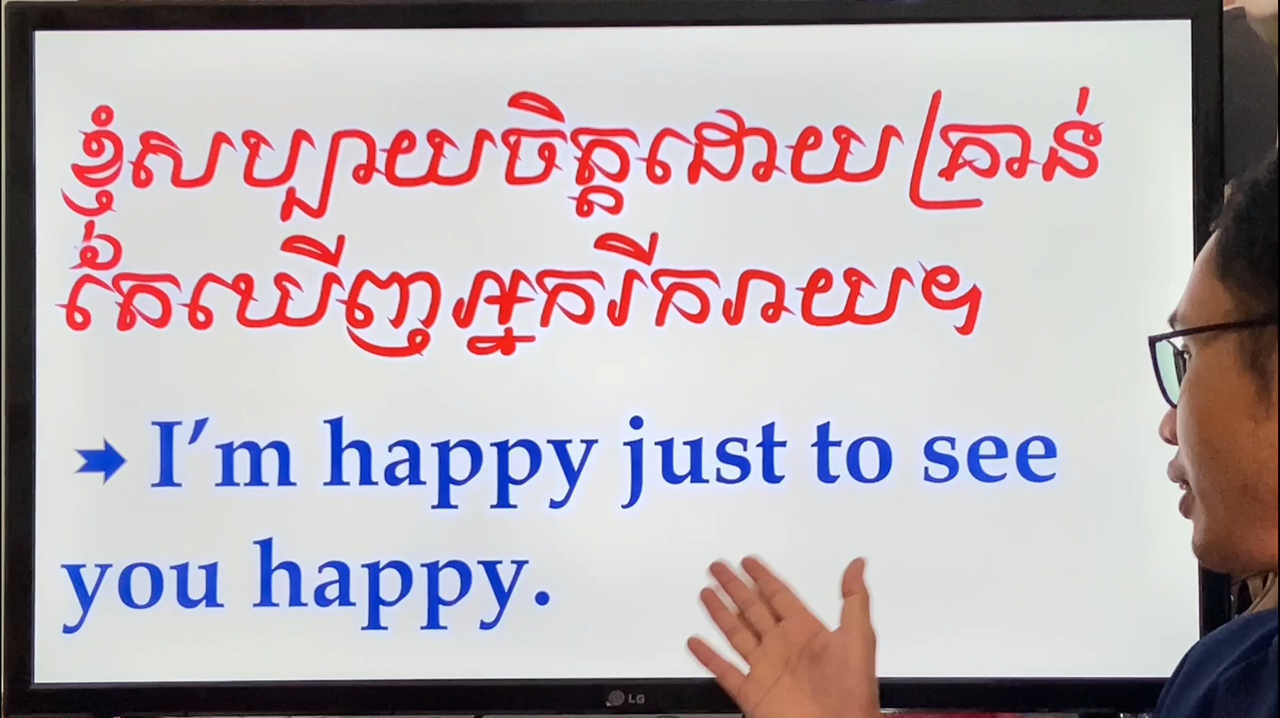 ខ្ញុំសប្បាយចិត្តដោយគ្រាន់
តែឃើញអ្នករីករាយ។
➡ I’m happy just to see
you happy.
LG